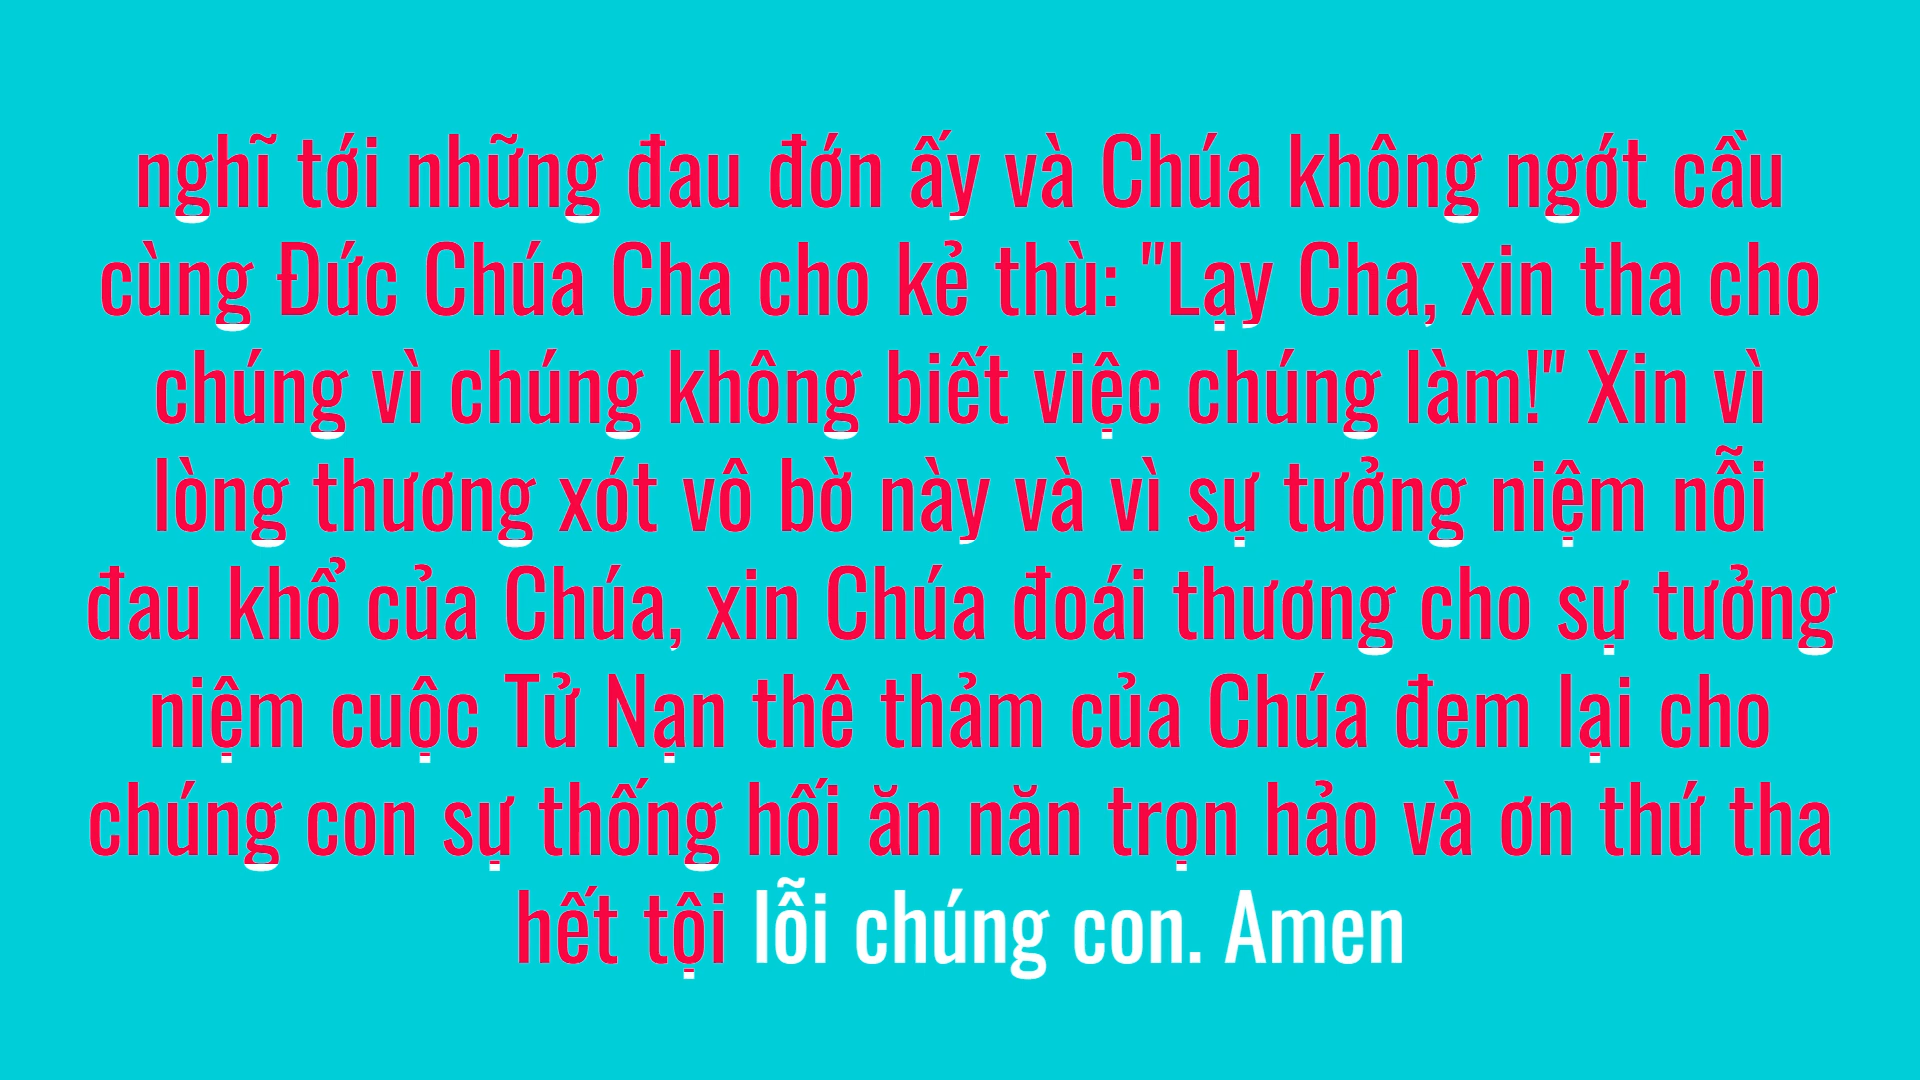 nghĩ tới những đau đớn ấy và Chúa không ngớt cầu
cùng Đức Chúa Cha cho kẻ thù: "Lạy Cha, xin tha cho
chúng vì chúng không biết việc chúng làm!" Xin vì
lòng thương xót vô bờ này và vì sự tưởng niệm nỗi
đau khổ của Chúa, xin Chúa đoái thương cho sự tưởng
niệm cuộc Tử Nạn thê thảm của Chúa đem lại cho
chúng con sự thống hối ăn năn trọn hảo và ơn thứ tha
hết tội lỗi chúng con. Amen